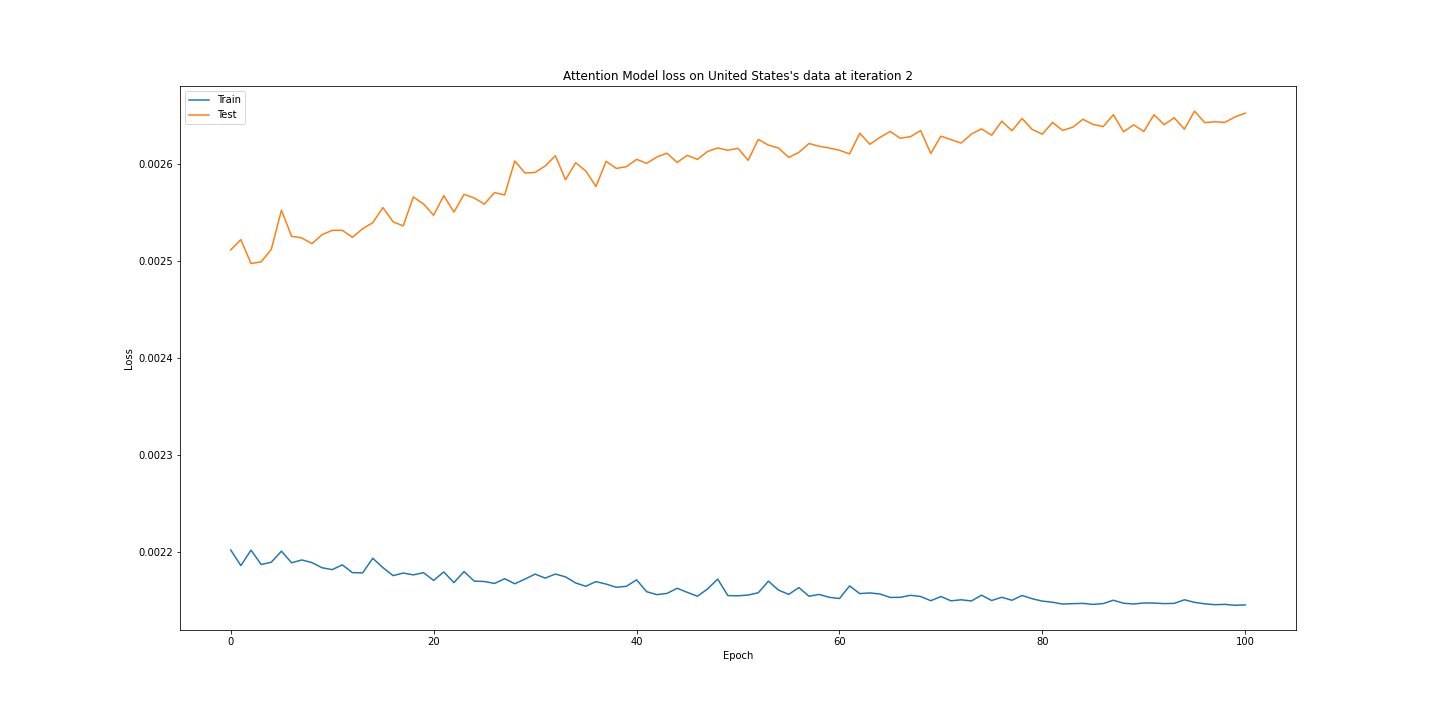 Attention Model loss on United States's data at iteration 2
Train
Test
0.0026
0.0025
0.0024
0.0023
0.0022
Loss
0 20 40 60 80 100
Epoch